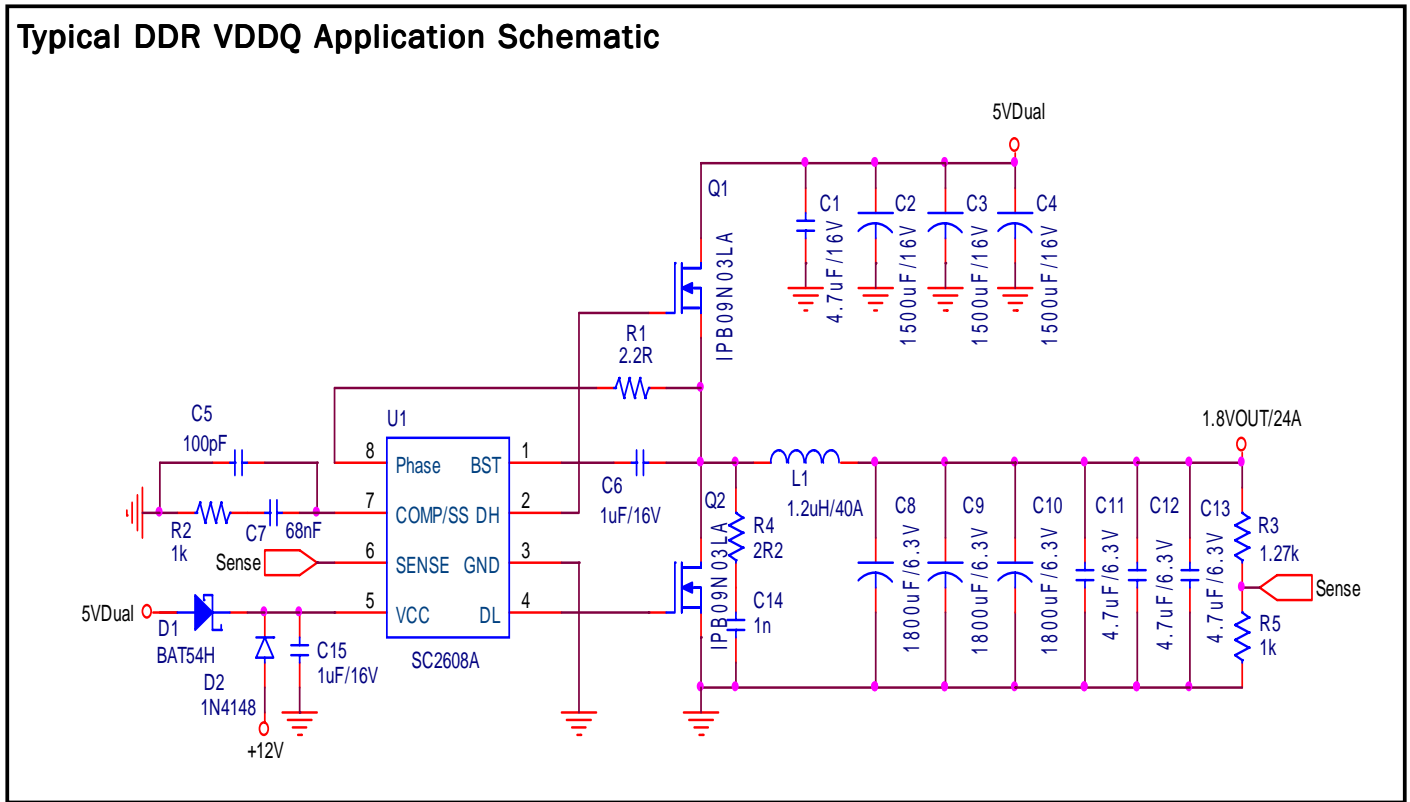 Typical DDR VDDQ Application Schematic
5VDual
Q1
IPB09N03LA
C1
4.7uF/16V
C2
1500uF/16V
C3
1500uF/16V
C4
1500uF/16V
R1
2.2R
C5
100pF
U1
1.8VOUT/24A
8
Phase
BST
1
7
COMP/SS
DH
2
6
SENSE
GND
3
5
VCC
DL
4
SC2608A
R2
1k
C7
68nF
Sense
5VDual
D1
BAT54H
D2
1N4148
+12V
C15
1uF/16V
C6
1uF/16V
Q2
IPB09N03LA
L1
1.2uH/40A
R4
2R2
C14
1n
C8
1800uF/6.3V
C9
1800uF/6.3V
C10
1800uF/6.3V
C11
4.7uF/6.3V
C12
4.7uF/6.3V
C13
4.7uF/6.3V
R3
1.27k
Sense
R5
1k